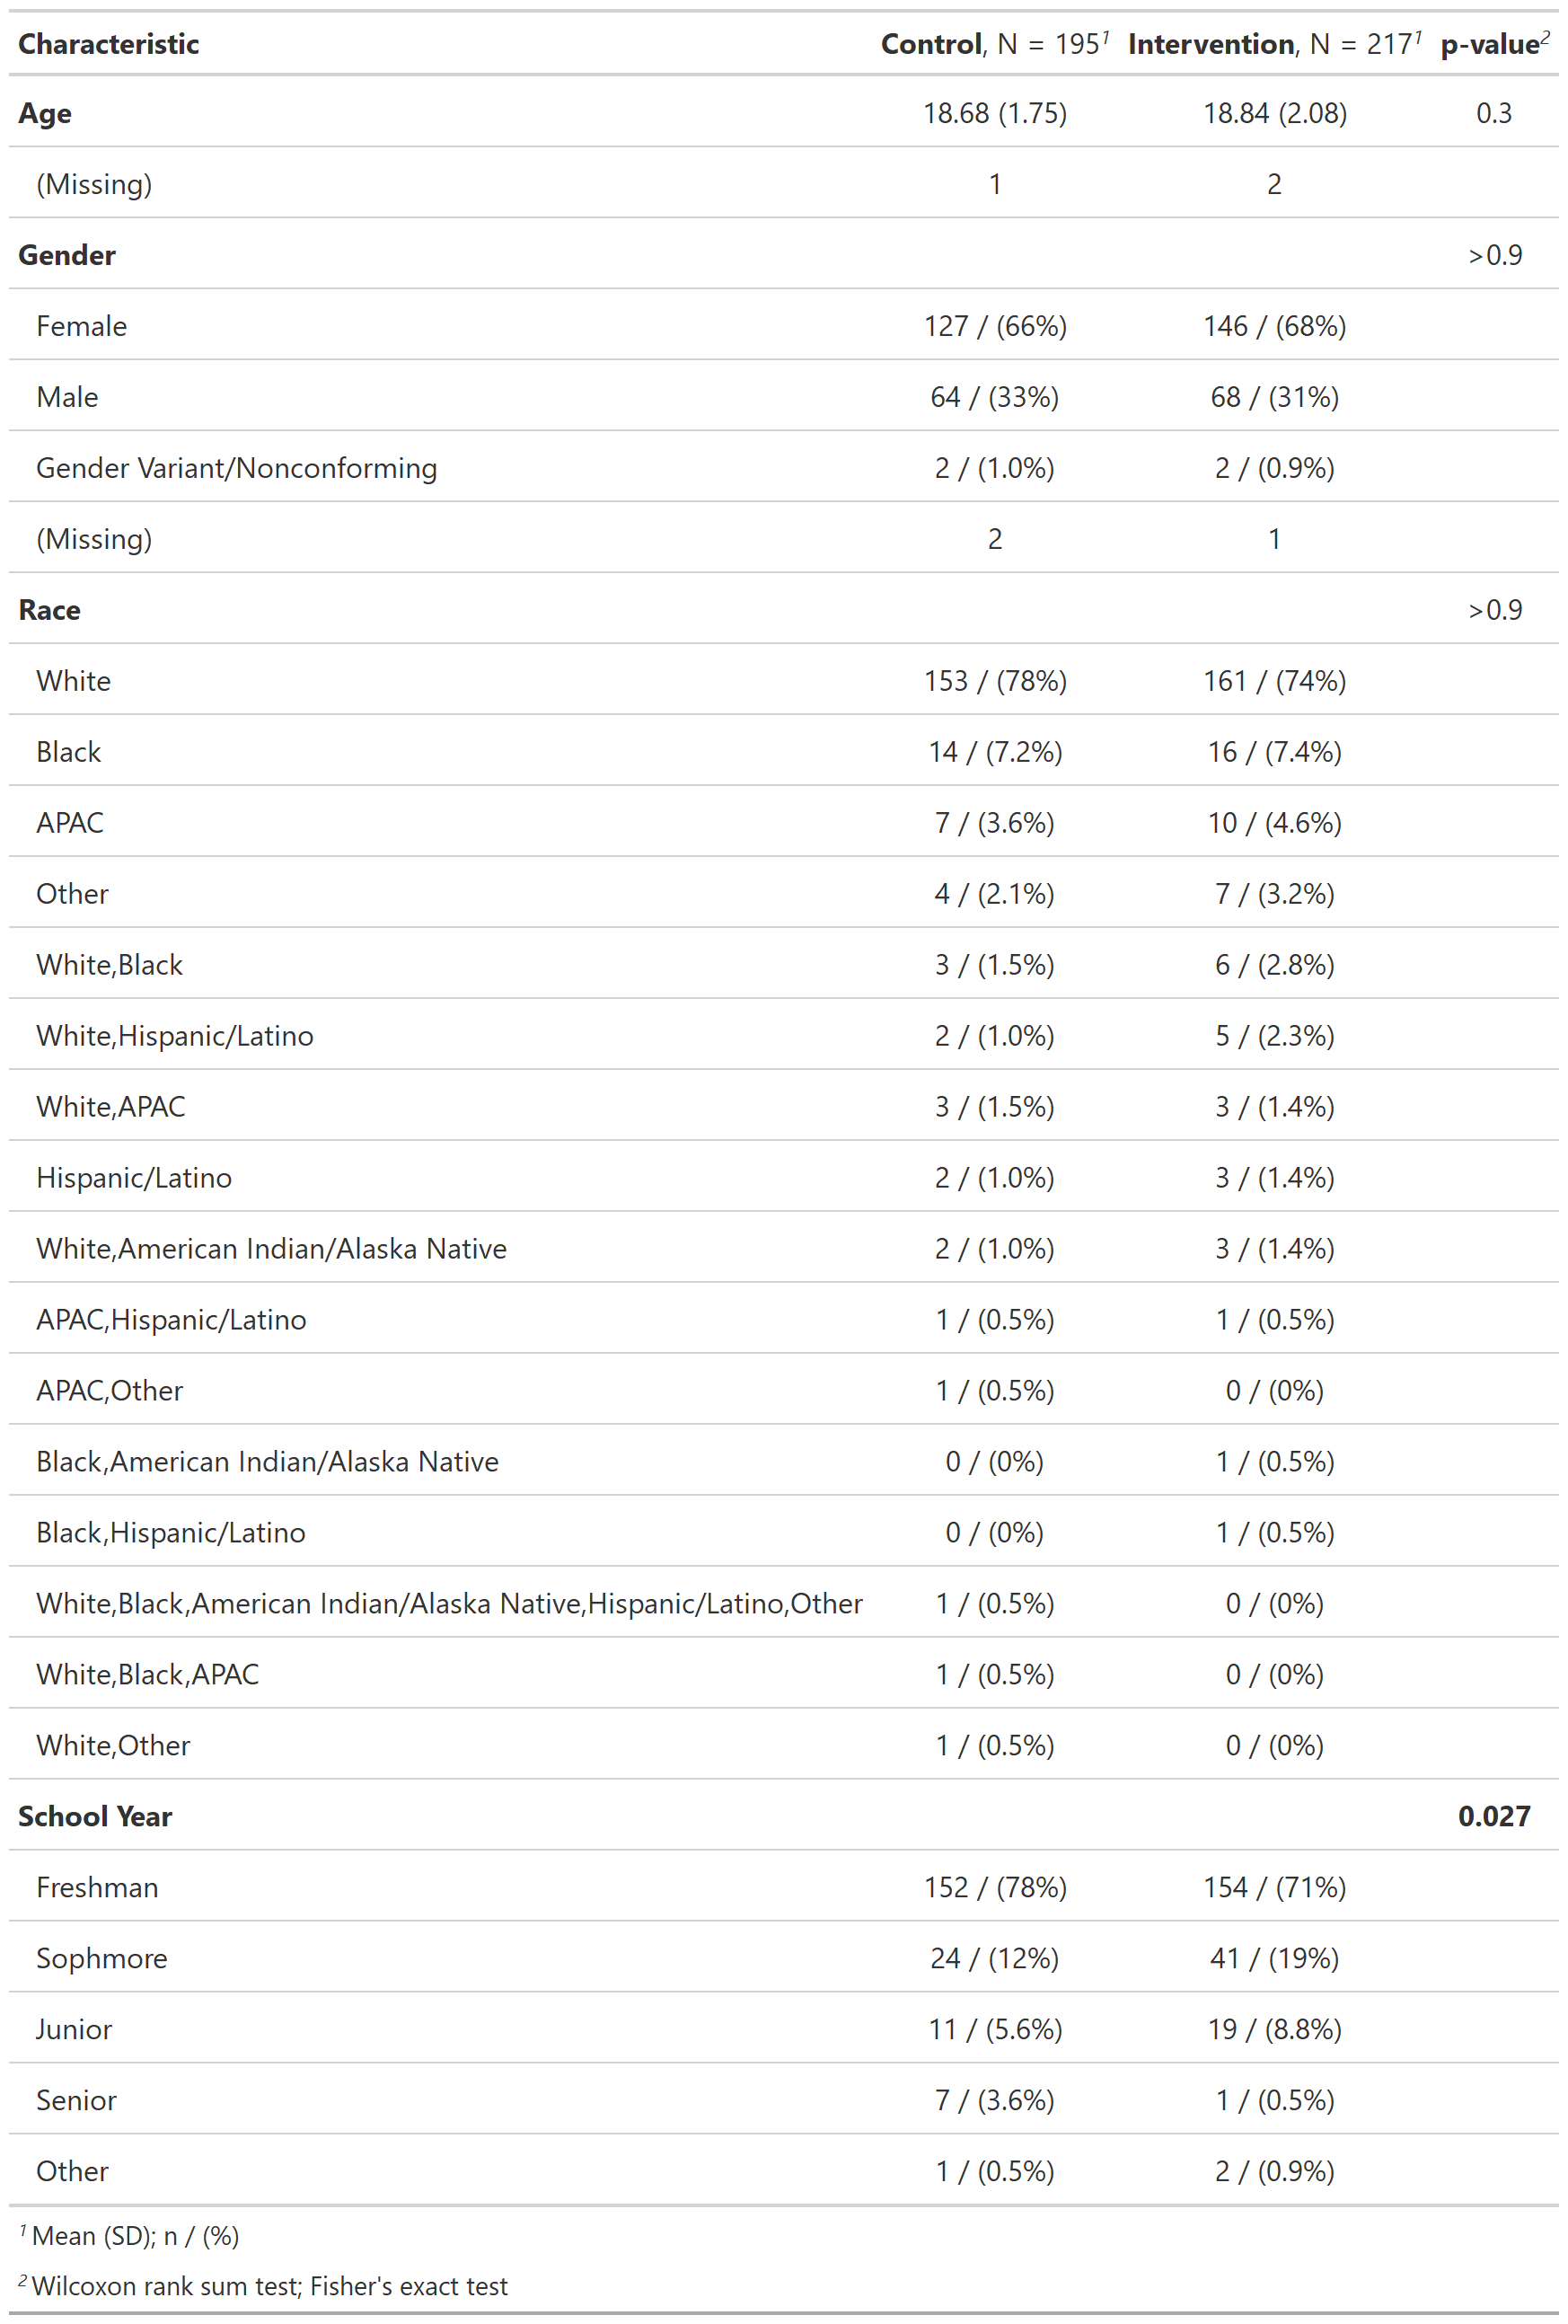 Characteristic Control, N = 195¹ Intervention, N = 217¹ p-value²
Age 18.68 (1.75) 18.84 (2.08) 0.3
(Missing) 1 2
Gender >0.9
Female 127 / (66%) 146 / (68%)
Male 64 / (33%) 68 / (31%)
Gender Variant/Nonconforming 2 / (1.0%) 2 / (0.9%)
(Missing) 2 1
Race >0.9
White 153 / (78%) 161 / (74%)
Black 14 / (7.2%) 16 / (7.4%)
APAC 7 / (3.6%) 10 / (4.6%)
Other 4 / (2.1%) 7 / (3.2%)
White,Black 3 / (1.5%) 6 / (2.8%)
White,Hispanic/Latino 2 / (1.0%) 5 / (2.3%)
White,APAC 3 / (1.5%) 3 / (1.4%)
Hispanic/Latino 2 / (1.0%) 3 / (1.4%)
White,American Indian/Alaska Native 2 / (1.0%) 3 / (1.4%)
APAC,Hispanic/Latino 1 / (0.5%) 1 / (0.5%)
APAC,Other 1 / (0.5%) 0 / (0%)
Black,American Indian/Alaska Native 0 / (0%) 1 / (0.5%)
Black,Hispanic/Latino 0 / (0%) 1 / (0.5%)
White,Black,American Indian/Alaska Native,Hispanic/Latino,Other 1 / (0.5%) 0 / (0%)
White,Black,APAC 1 / (0.5%) 0 / (0%)
White,Other 1 / (0.5%) 0 / (0%)
School Year 0.027
Freshman 152 / (78%) 154 / (71%)
Sophmore 24 / (12%) 41 / (19%)
Junior 11 / (5.6%) 19 / (8.8%)
Senior 7 / (3.6%) 1 / (0.5%)
Other 1 / (0.5%) 2 / (0.9%)
¹ Mean (SD); n / (%)
² Wilcoxon rank sum test; Fisher's exact test